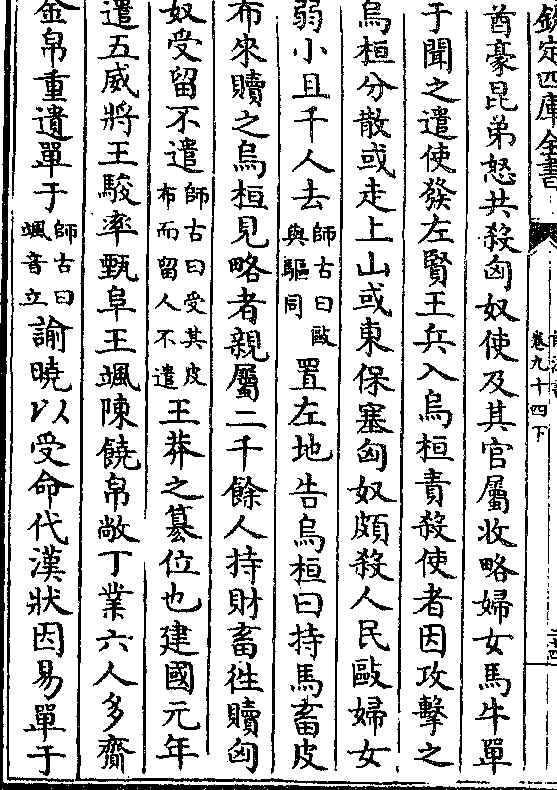 欽定四庫全書
卷九十四下
酋豪昆弟怒共殺匈奴使及其官屬收略婦女馬牛單
于聞之遣使發左賢王兵入烏桓責殺使者因攻擊之
烏桓分散或走上山或東保塞匈奴頗殺人民敺婦女
弱小且千人去師古曰敺與驅同置左地告烏桓曰持馬畜皮
布來贖之烏桓見略者親屬二千餘人持財畜往贖匈
奴受留不遣師古曰受其皮布而留人不遣王莽之篡位也建國元年
遣五威將王駿率甄阜王颯陳饒帛敞丁業六人多齎
金帛重遺單于師古曰颯音立諭曉以受命代漢狀因易單于